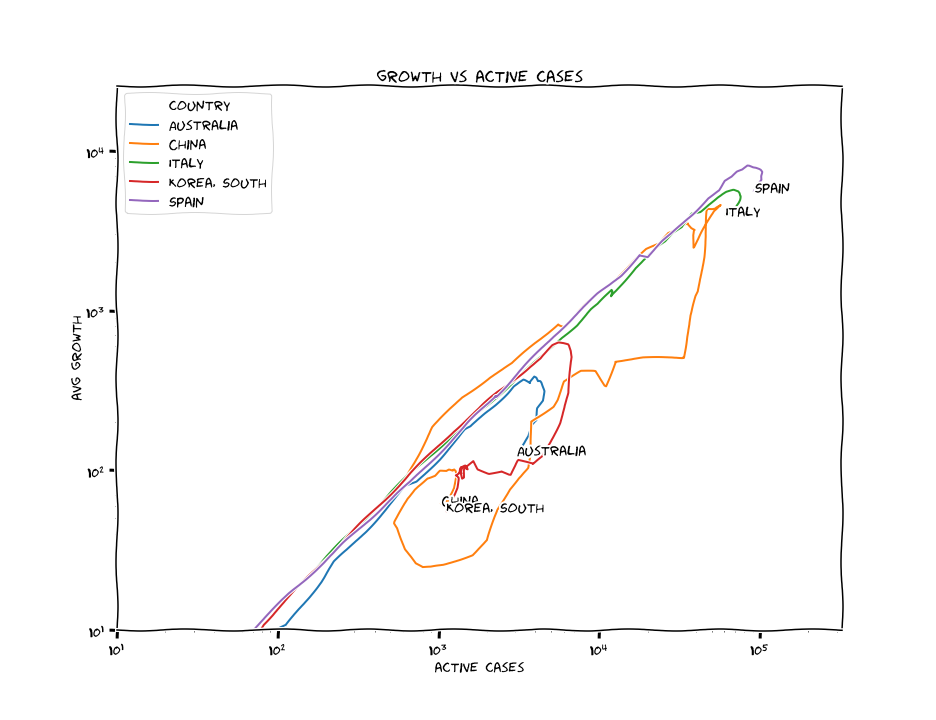 GROWTH VS ACTIVE CASES
COUNTRY
AUSTRALIA
CHINA
ITALY
KOREA, SOUTH
SPAIN
10⁴
10³
10²
10¹
AVG GROWTH
SPAIN
ITALY
AUSTRALIA
CHINA
KOREA, SOUTH
10¹ 10² 10³ 10⁴ 10⁵
ACTIVE CASES